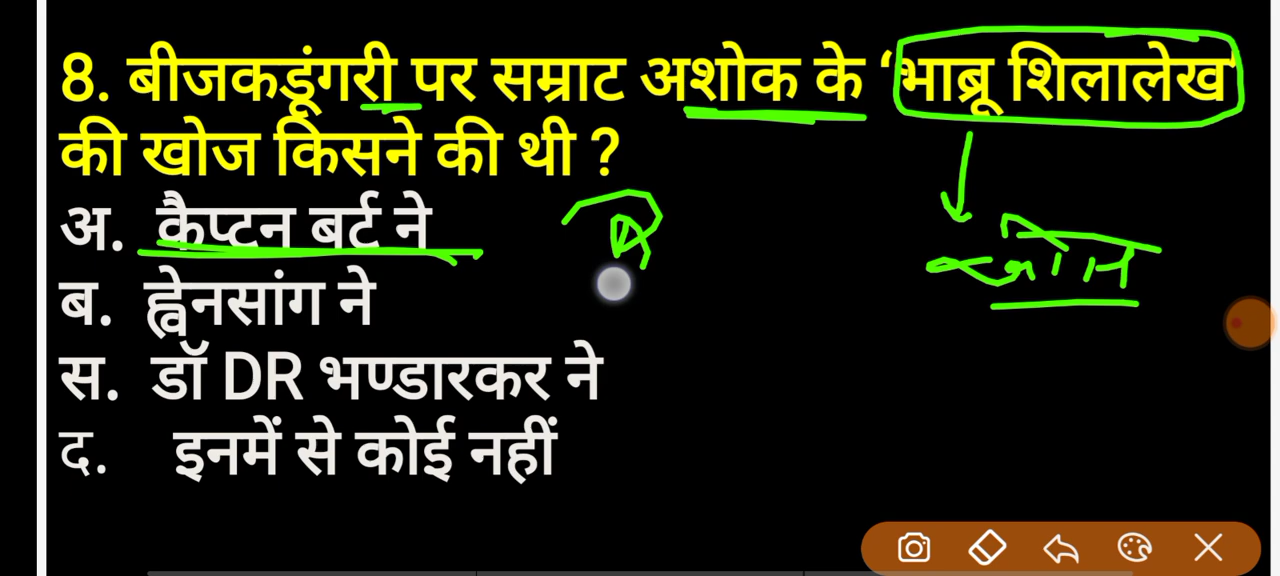 8. बीजकडूंगरी पर सम्राट अशोक के ‘भाब्रू शिलालेख’
की खोज किसने की थी ?
अ. कैप्टन बर्ट ने
ब. ह्वेनसांग ने
स. डॉ DR भण्डारकर ने
द. इनमें से कोई नहीं